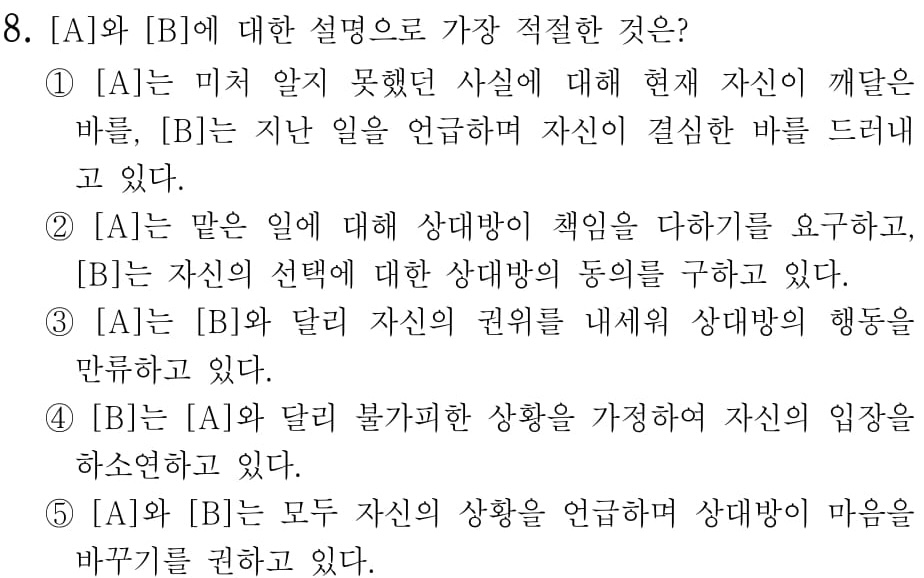 8. [A]와 [B]에 대한 설명으로 가장 적절한 것은?
① [A]는 미처 알지 못했던 사실에 대해 현재 자신이 깨달은
바를, [B]는 지난 일을 언급하며 자신이 결심한 바를 드러내
고 있다.
② [A]는 맡은 일에 대해 상대방이 책임을 다하기를 요구하고,
[B]는 자신의 선택에 대한 상대방의 동의를 구하고 있다.
③ [A]는 [B]와 달리 자신의 권위를 내세워 상대방의 행동을
만류하고 있다.
④ [B]는 [A]와 달리 불가피한 상황을 가정하여 자신의 입장을
하소연하고 있다.
⑤ [A]와 [B]는 모두 자신의 상황을 언급하며 상대방이 마음을
바꾸기를 권하고 있다.